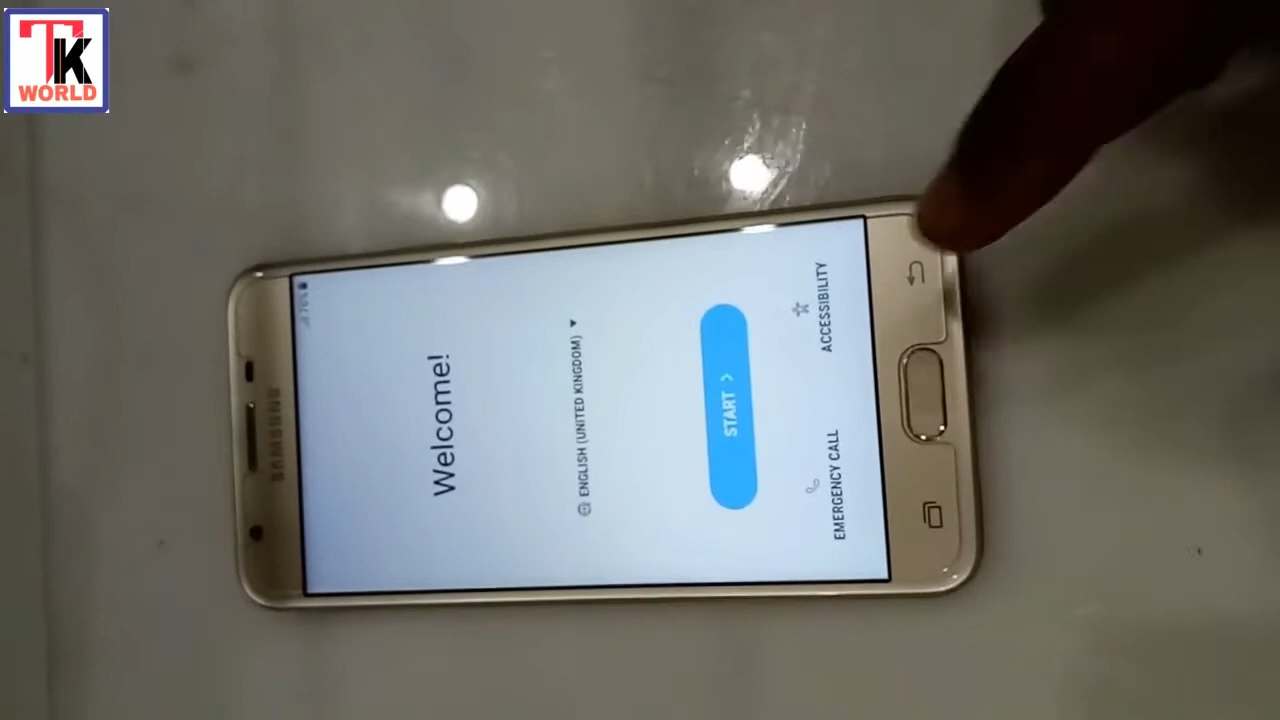 TK
WORLD
SAMSUNG
Welcome!
ENGLISH (UNITED KINGDOM)
START >
EMERGENCY CALL
ACCESSIBILITY